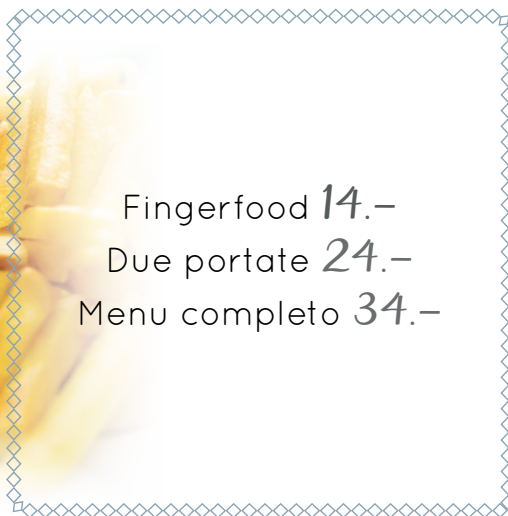 Fingerfood 14.–
Due portate 24.–
Menu completo 34.–